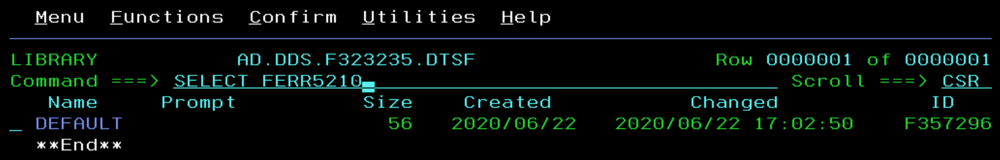 Menu Functions Confirm Utilities Help
LIBRARY AD.DDS.F323235.DTSF Row 0000001 of 0000001
Command ===> SELECT FERR5210 Scroll ===> CSR
Name Prompt Size Created Changed ID
_ DEFAULT 56 2020/06/22 2020/06/22 17:02:50 F357296
**End**